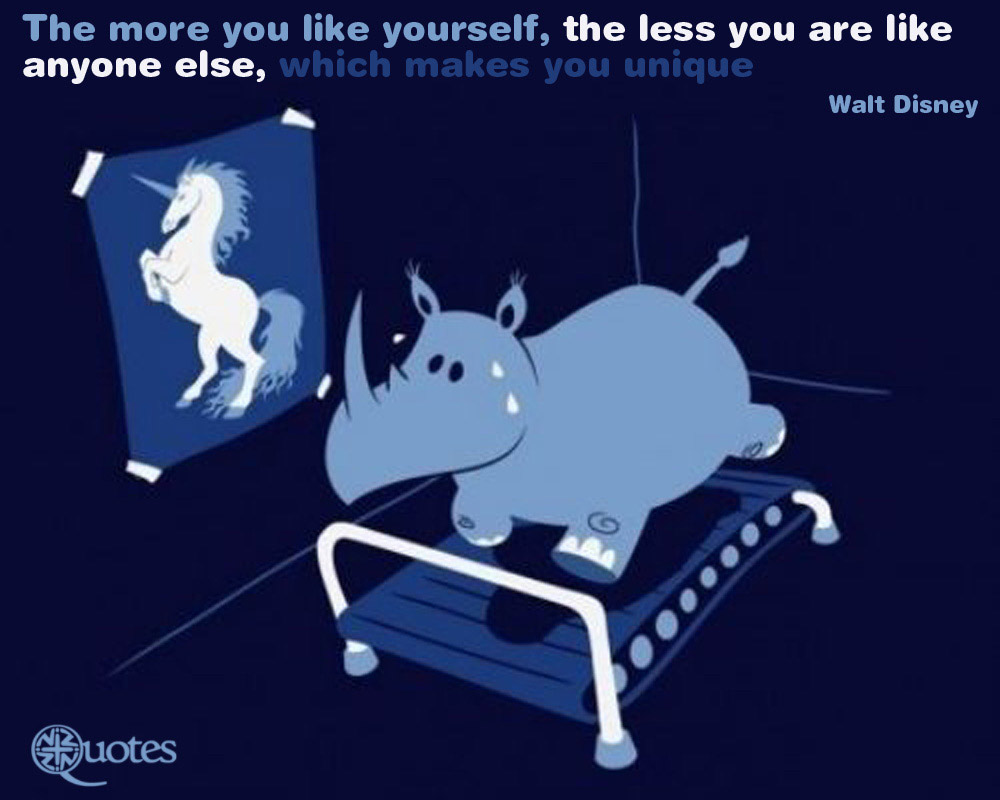 The more you like yourself, the less you are like
anyone else, which makes you unique
Walt Disney
Quotes